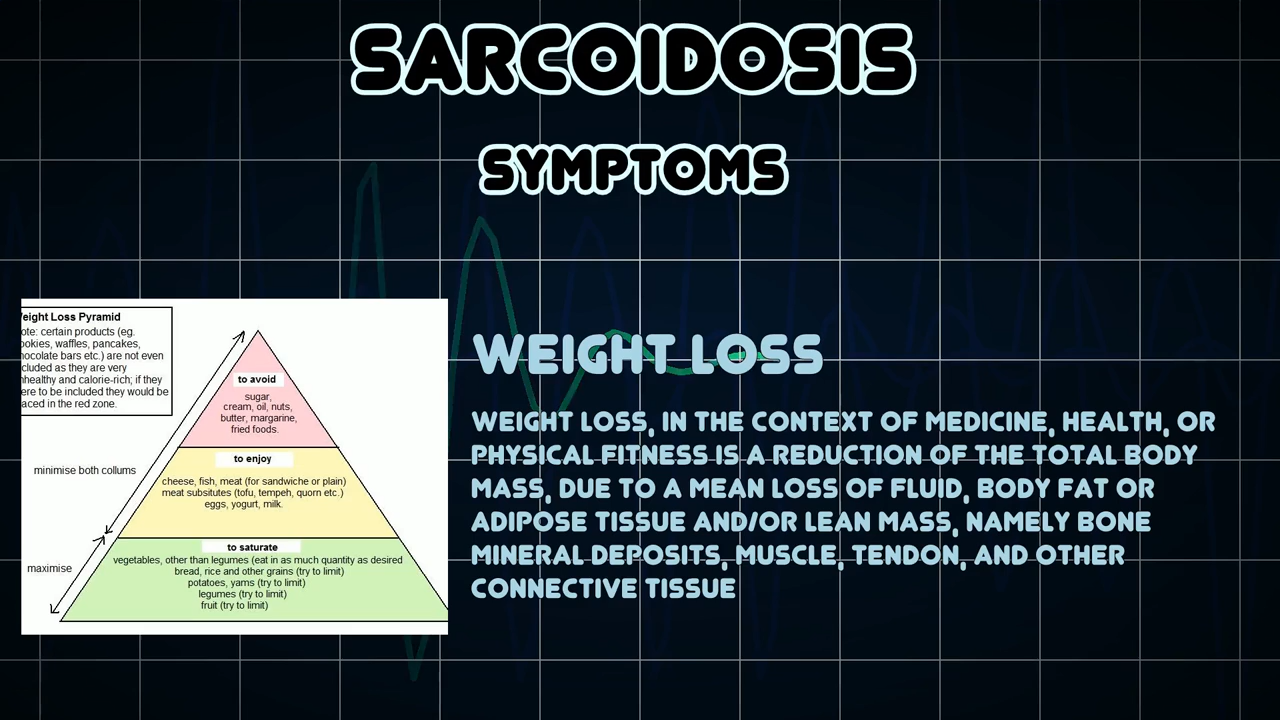 SARCOIDOSIS
SYMPTOMS
eight Loss Pyramid
ote: certain products (eg.
ookies, waffles, pancakes,
hocolate bars etc.) are not even
cluded as they are very
nhealthy and calorie-rich; if they
ere to be included they would be
aced in the red zone.
to avoid
sugar,
cream, oil, nuts,
butter, margarine,
fried foods.
minimise both collums
to enjoy
cheese, fish, meat (for sandwiche or plain)
meat subsitutes (tofu, tempeh, quorn etc.)
eggs, yogurt, milk.
maximise
to saturate
vegetables, other than legumes (eat in as much quantity as desired
bread, rice and other grains (try to limit)
potatoes, yams (try to limit)
legumes (try to limit)
fruit (try to limit)
WEIGHT LOSS
WEIGHT LOSS, IN THE CONTEXT OF MEDICINE, HEALTH, OR
PHYSICAL FITNESS IS A REDUCTION OF THE TOTAL BODY
MASS, DUE TO A MEAN LOSS OF FLUID, BODY FAT OR
ADIPOSE TISSUE AND/OR LEAN MASS, NAMELY BONE
MINERAL DEPOSITS, MUSCLE, TENDON, AND OTHER
CONNECTIVE TISSUE